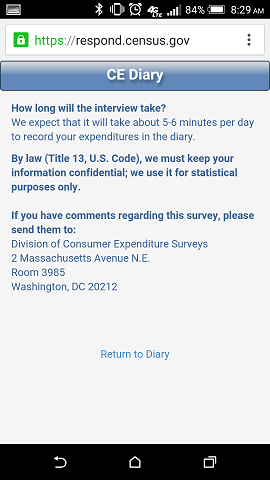 84% 8:29 AM
https://respond.census.gov
CE Diary
How long will the interview take?
We expect that it will take about 5-6 minutes per day
to record your expenditures in the diary.
By law (Title 13, U.S. Code), we must keep your
information confidential; we use it for statistical
purposes only.
If you have comments regarding this survey, please
send them to:
Division of Consumer Expenditure Surveys
2 Massachusetts Avenue N.E.
Room 3985
Washington, DC 20212
Return to Diary